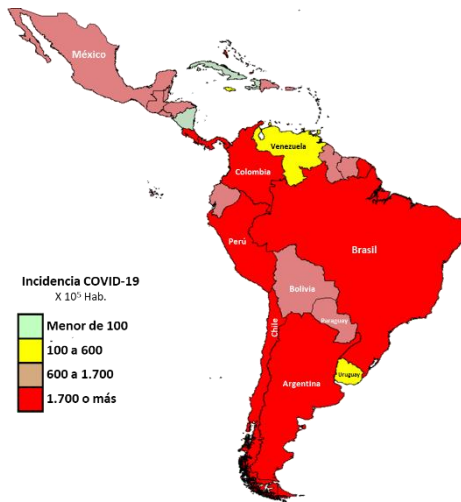 México
Venezuela
Colombia
Perú
Brasil
Bolivia
Paraguay
Chile
Uruguay
Argentina
Incidencia COVID-19
X 10⁵ Hab.
Menor de 100
100 a 600
600 a 1.700
1.700 o más